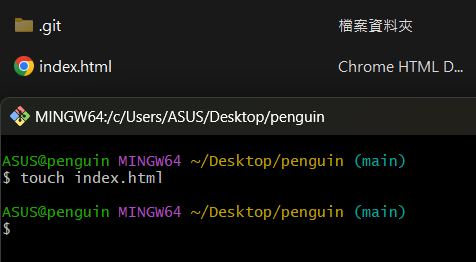 .git 檔案資料夾
index.html Chrome HTML D...
MINGW64:/c/Users/ASUS/Desktop/penguin
ASUS@penguin MINGW64 ~/Desktop/penguin (main)
$ touch index.html
ASUS@penguin MINGW64 ~/Desktop/penguin (main)
$